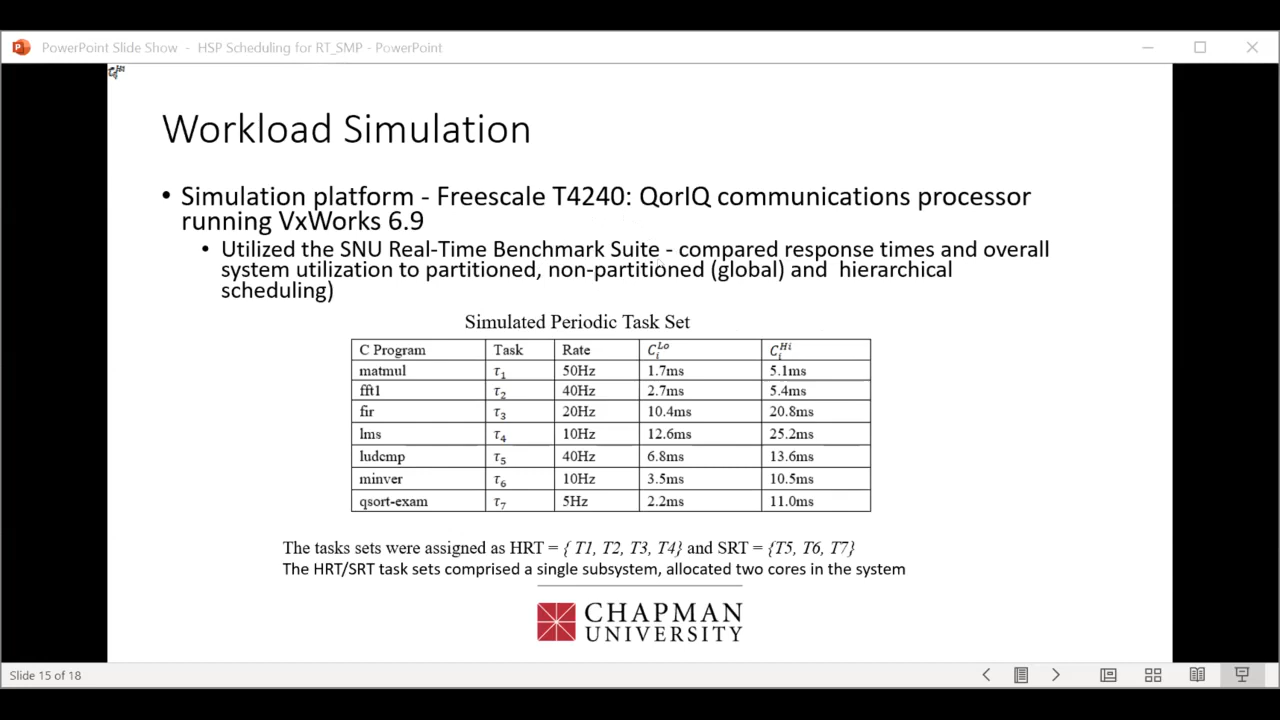 PowerPoint Slide Show - HSP Scheduling for RT_SMP - PowerPoint
Workload Simulation
• Simulation platform - Freescale T4240: QorIQ communications processor
running VxWorks 6.9
• Utilized the SNU Real-Time Benchmark Suite - compared response times and overall
system utilization to partitioned, non-partitioned (global) and hierarchical
scheduling)
Simulated Periodic Task Set
C Program Task Rate C_i^Lo C_i^Hi
matmul τ₁ 50Hz 1.7ms 5.1ms
fft1 τ₂ 40Hz 2.7ms 5.4ms
fir τ₃ 20Hz 10.4ms 20.8ms
lms τ₄ 10Hz 12.6ms 25.2ms
ludcmp τ₅ 40Hz 6.8ms 13.6ms
minver τ₆ 10Hz 3.5ms 10.5ms
qsort-exam τ₇ 5Hz 2.2ms 11.0ms
The tasks sets were assigned as HRT = { T1, T2, T3, T4} and SRT = {T5, T6, T7}
The HRT/SRT task sets comprised a single subsystem, allocated two cores in the system
CHAPMAN
UNIVERSITY
Slide 15 of 18